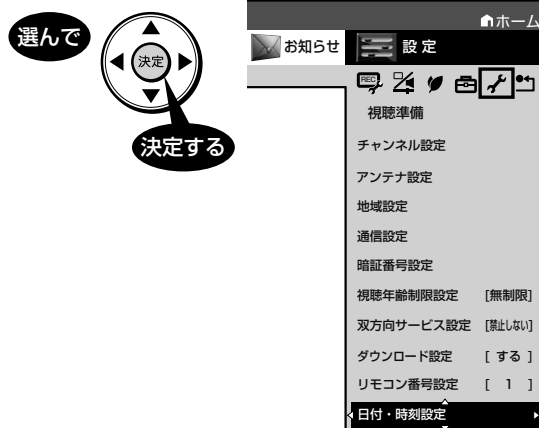 選んで
決定
決定する
ホーム
お知らせ
設定
REC
視聴準備
チャンネル設定
アンテナ設定
地域設定
通信設定
暗証番号設定
視聴年齢制限設定 [無制限]
双方向サービス設定 [禁止しない]
ダウンロード設定 [ する ]
リモコン番号設定 [ 1 ]
日付・時刻設定